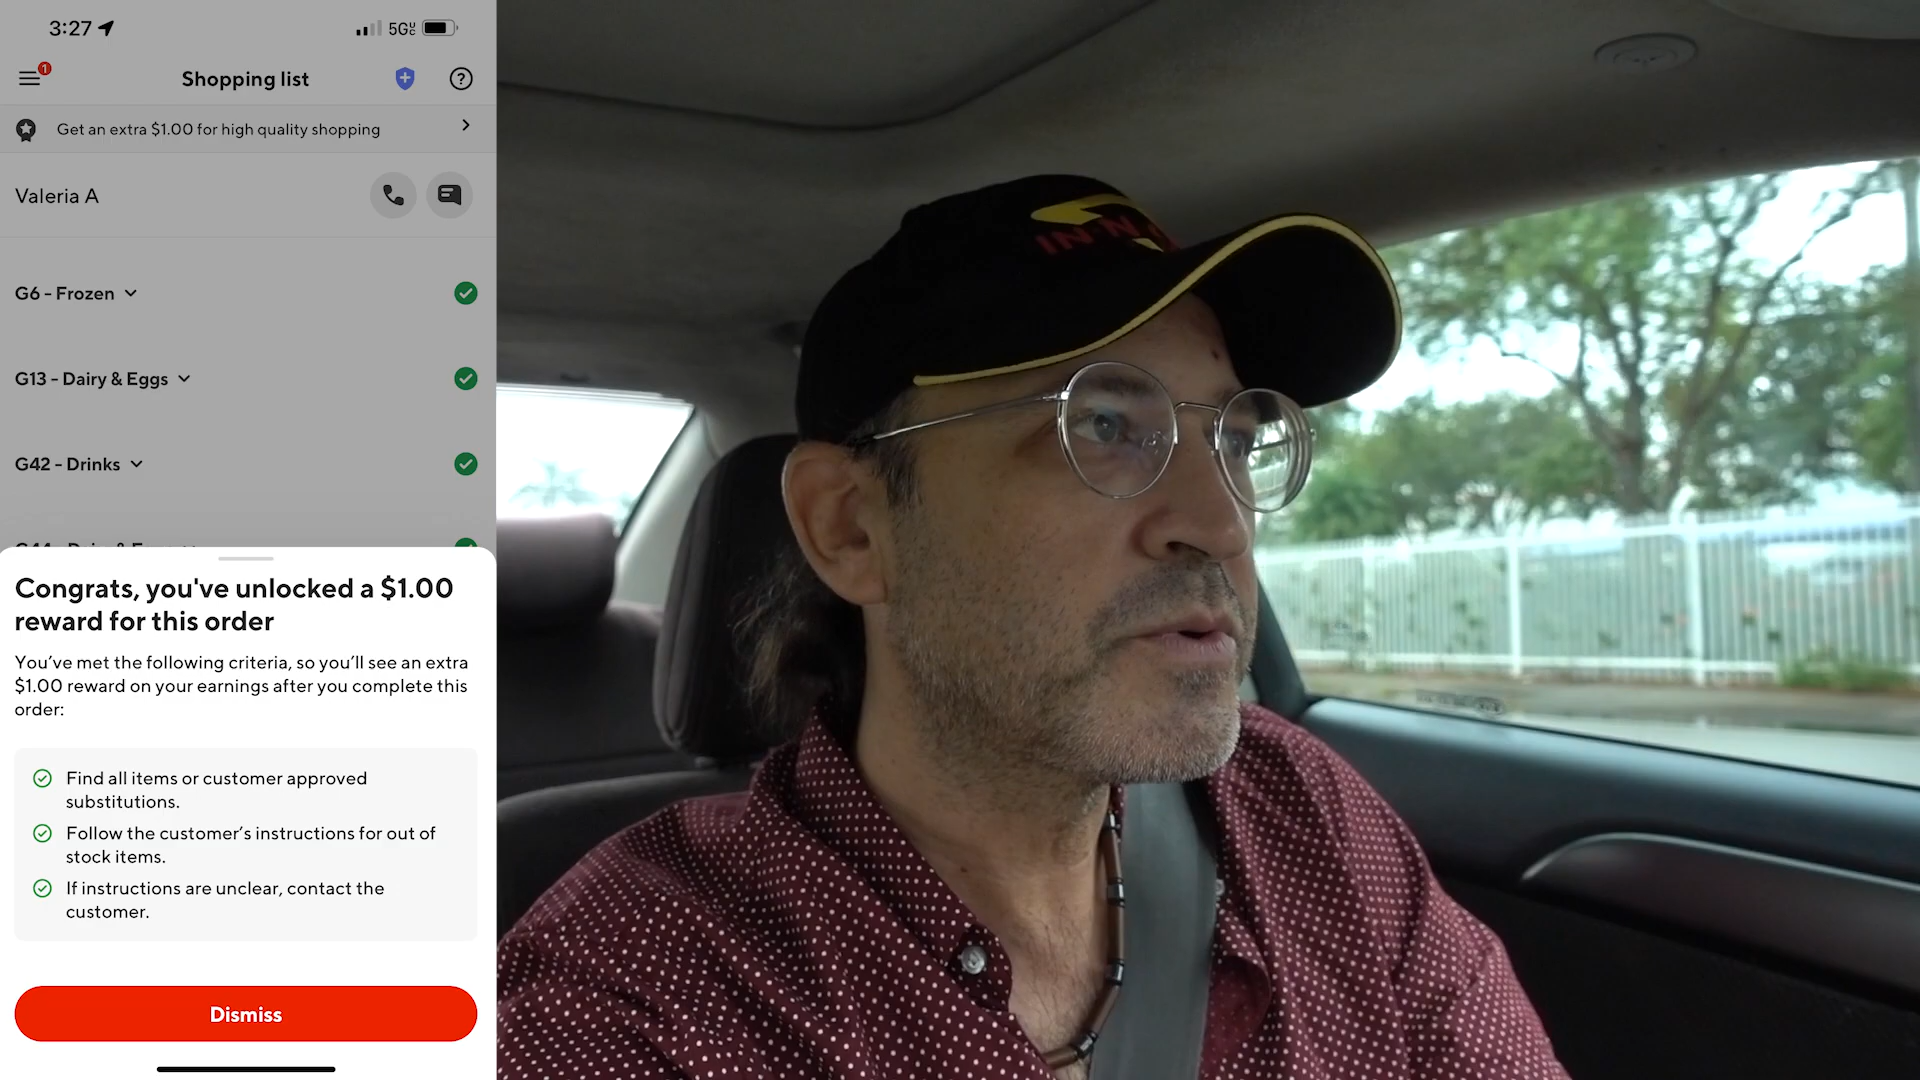 3:27
5G
1
Shopping list
Get an extra $1.00 for high quality shopping
Valeria A
G6 - Frozen
G13 - Dairy & Eggs
G42 - Drinks
Congrats, you've unlocked a $1.00
reward for this order
You've met the following criteria, so you'll see an extra
$1.00 reward on your earnings after you complete this
order:
Find all items or customer approved
substitutions.
Follow the customer's instructions for out of
stock items.
If instructions are unclear, contact the
customer.
Dismiss
IN-N